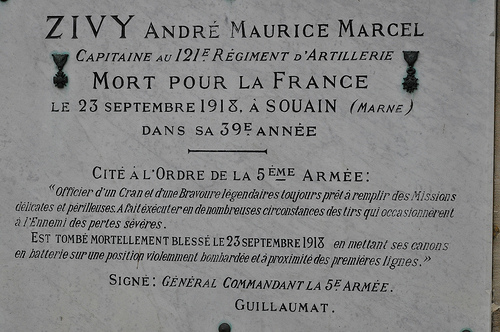 ZIVY ANDRÉ MAURICE MARCEL
CAPITAINE AU 121E RÉGIMENT D'ARTILLERIE
MORT POUR LA FRANCE
LE 23 SEPTEMBRE 1918, À SOUAIN (MARNE)
DANS SA 39E ANNÉE
CITÉ À L'ORDRE DE LA 5ÈME ARMÉE:
"Officier d'un Cran et d'une Bravoure légendaires toujours prêt à remplir des Missions
délicates et périlleuses. A fait éxécuter en de nombreuses circonstances des tirs qui occasionnèrent
à l'Ennemi des pertes sévères.
EST TOMBÉ MORTELLEMENT BLESSÉ LE 23 SEPTEMBRE 1918 en mettant ses canons
en batterie sur une position violemment bombardée et à proximité des premières lignes."
SIGNÉ: GÉNÉRAL COMMANDANT LA 5E ARMÉE.
GUILLAUMAT.